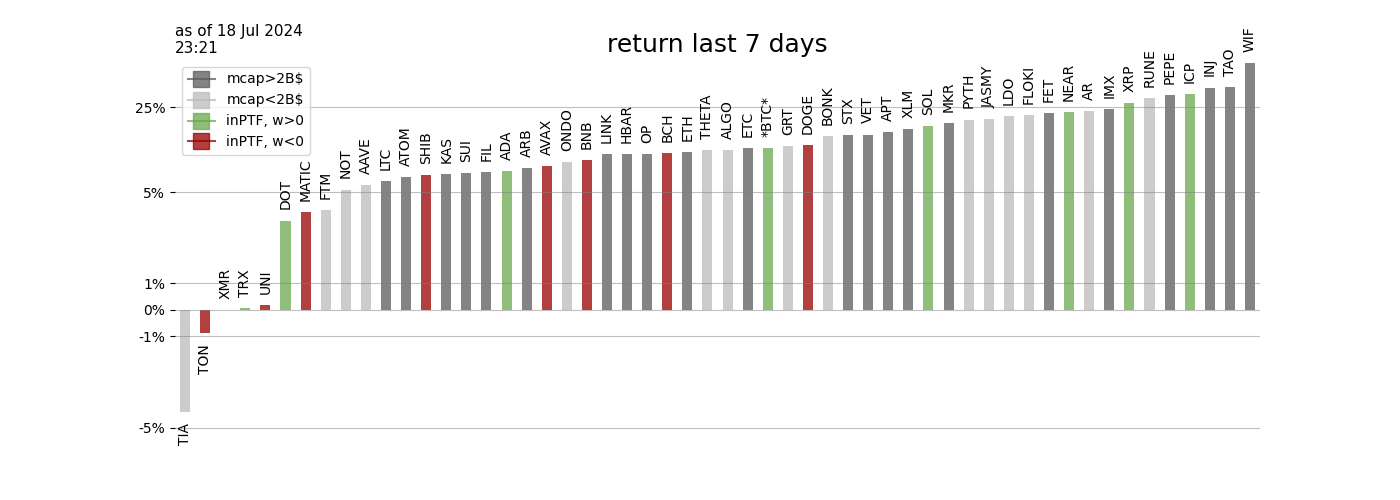 as of 18 Jul 2024
23:21
return last 7 days
mcap>2B$
mcap<2B$
inPTF, w>0
inPTF, w<0
25%
5%
1%
0%
-1%
-5%
TIA
TON
XMR
TRX
UNI
DOT
MATIC
FTM
NOT
AAVE
LTC
ATOM
SHIB
KAS
SUI
FIL
ADA
ARB
AVAX
ONDO
BNB
LINK
HBAR
OP
BCH
ETH
THETA
ALGO
ETC
*BTC*
GRT
DOGE
BONK
STX
VET
APT
XLM
SOL
MKR
PYTH
JASMY
LDO
FLOKI
FET
NEAR
AR
IMX
XRP
RUNE
PEPE
ICP
INJ
TAO
WIF